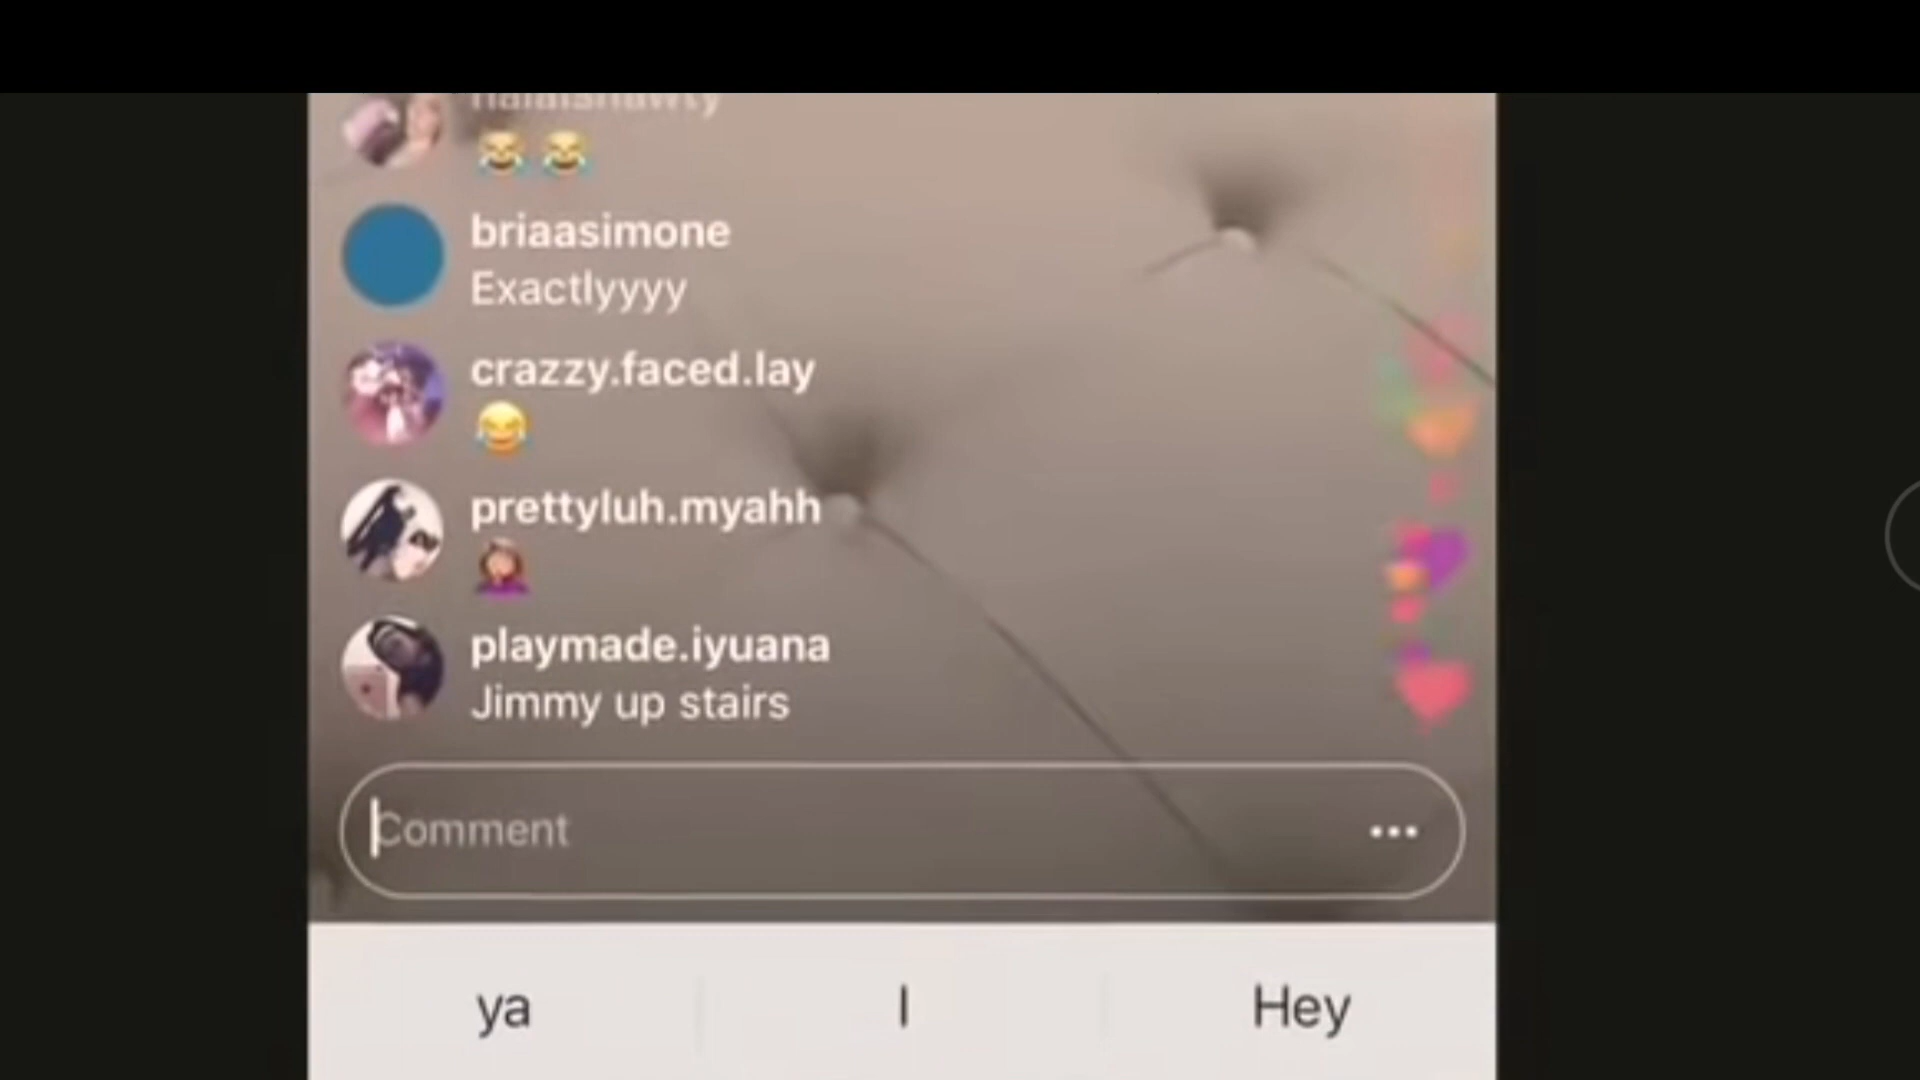 😂 😂
briaasimone
Exactlyyyy
crazzy.faced.lay
😂
prettyluh.myahh
🤦🏽‍♀️
playmade.iyuana
Jimmy up stairs
Comment
ya
I
Hey